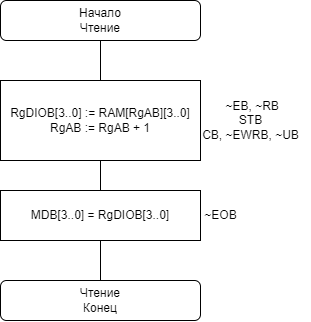 Начало
Чтение
RgDIOB[3..0] := RAM[RgAB][3..0]
RgAB := RgAB + 1
~EB, ~RB
STB
CB, ~EWRB, ~UB
MDB[3..0] = RgDIOB[3..0]
~EOB
Чтение
Конец